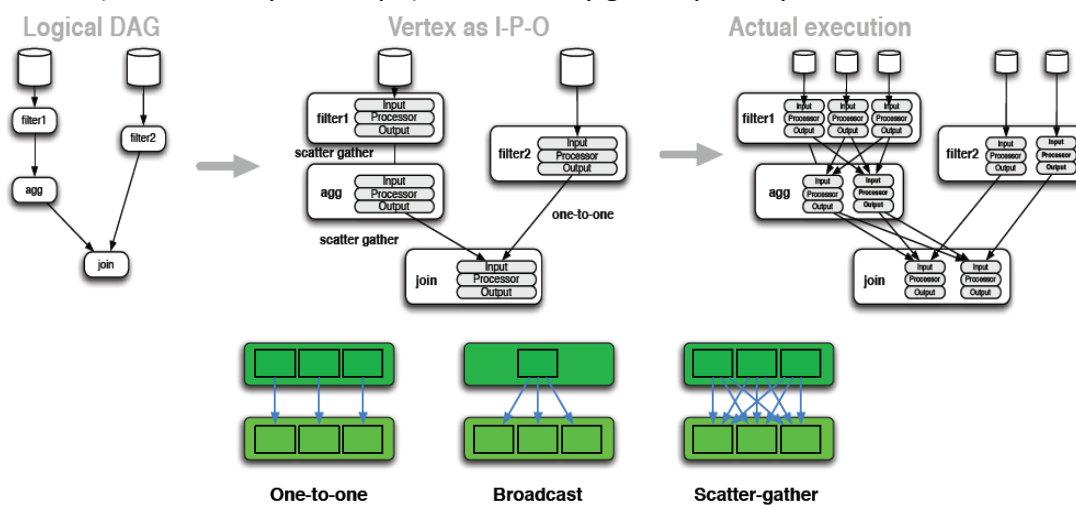 Logical DAG
filter1
filter2
agg
join
Vertex as I-P-O
filter1
Input
Processor
Output
scatter gather
filter2
Input
Processor
Output
agg
Input
Processor
Output
one-to-one
scatter gather
join
Input
Processor
Output
Actual execution
filter1
Input Input Input
Processor Processor Processor
Output Output Output
filter2
Input Input
Processor Processor
Output Output
agg
Input Input
Processor Processor
Output Output
join
Input Input
Processor Processor
Output Output
One-to-one
Broadcast
Scatter-gather